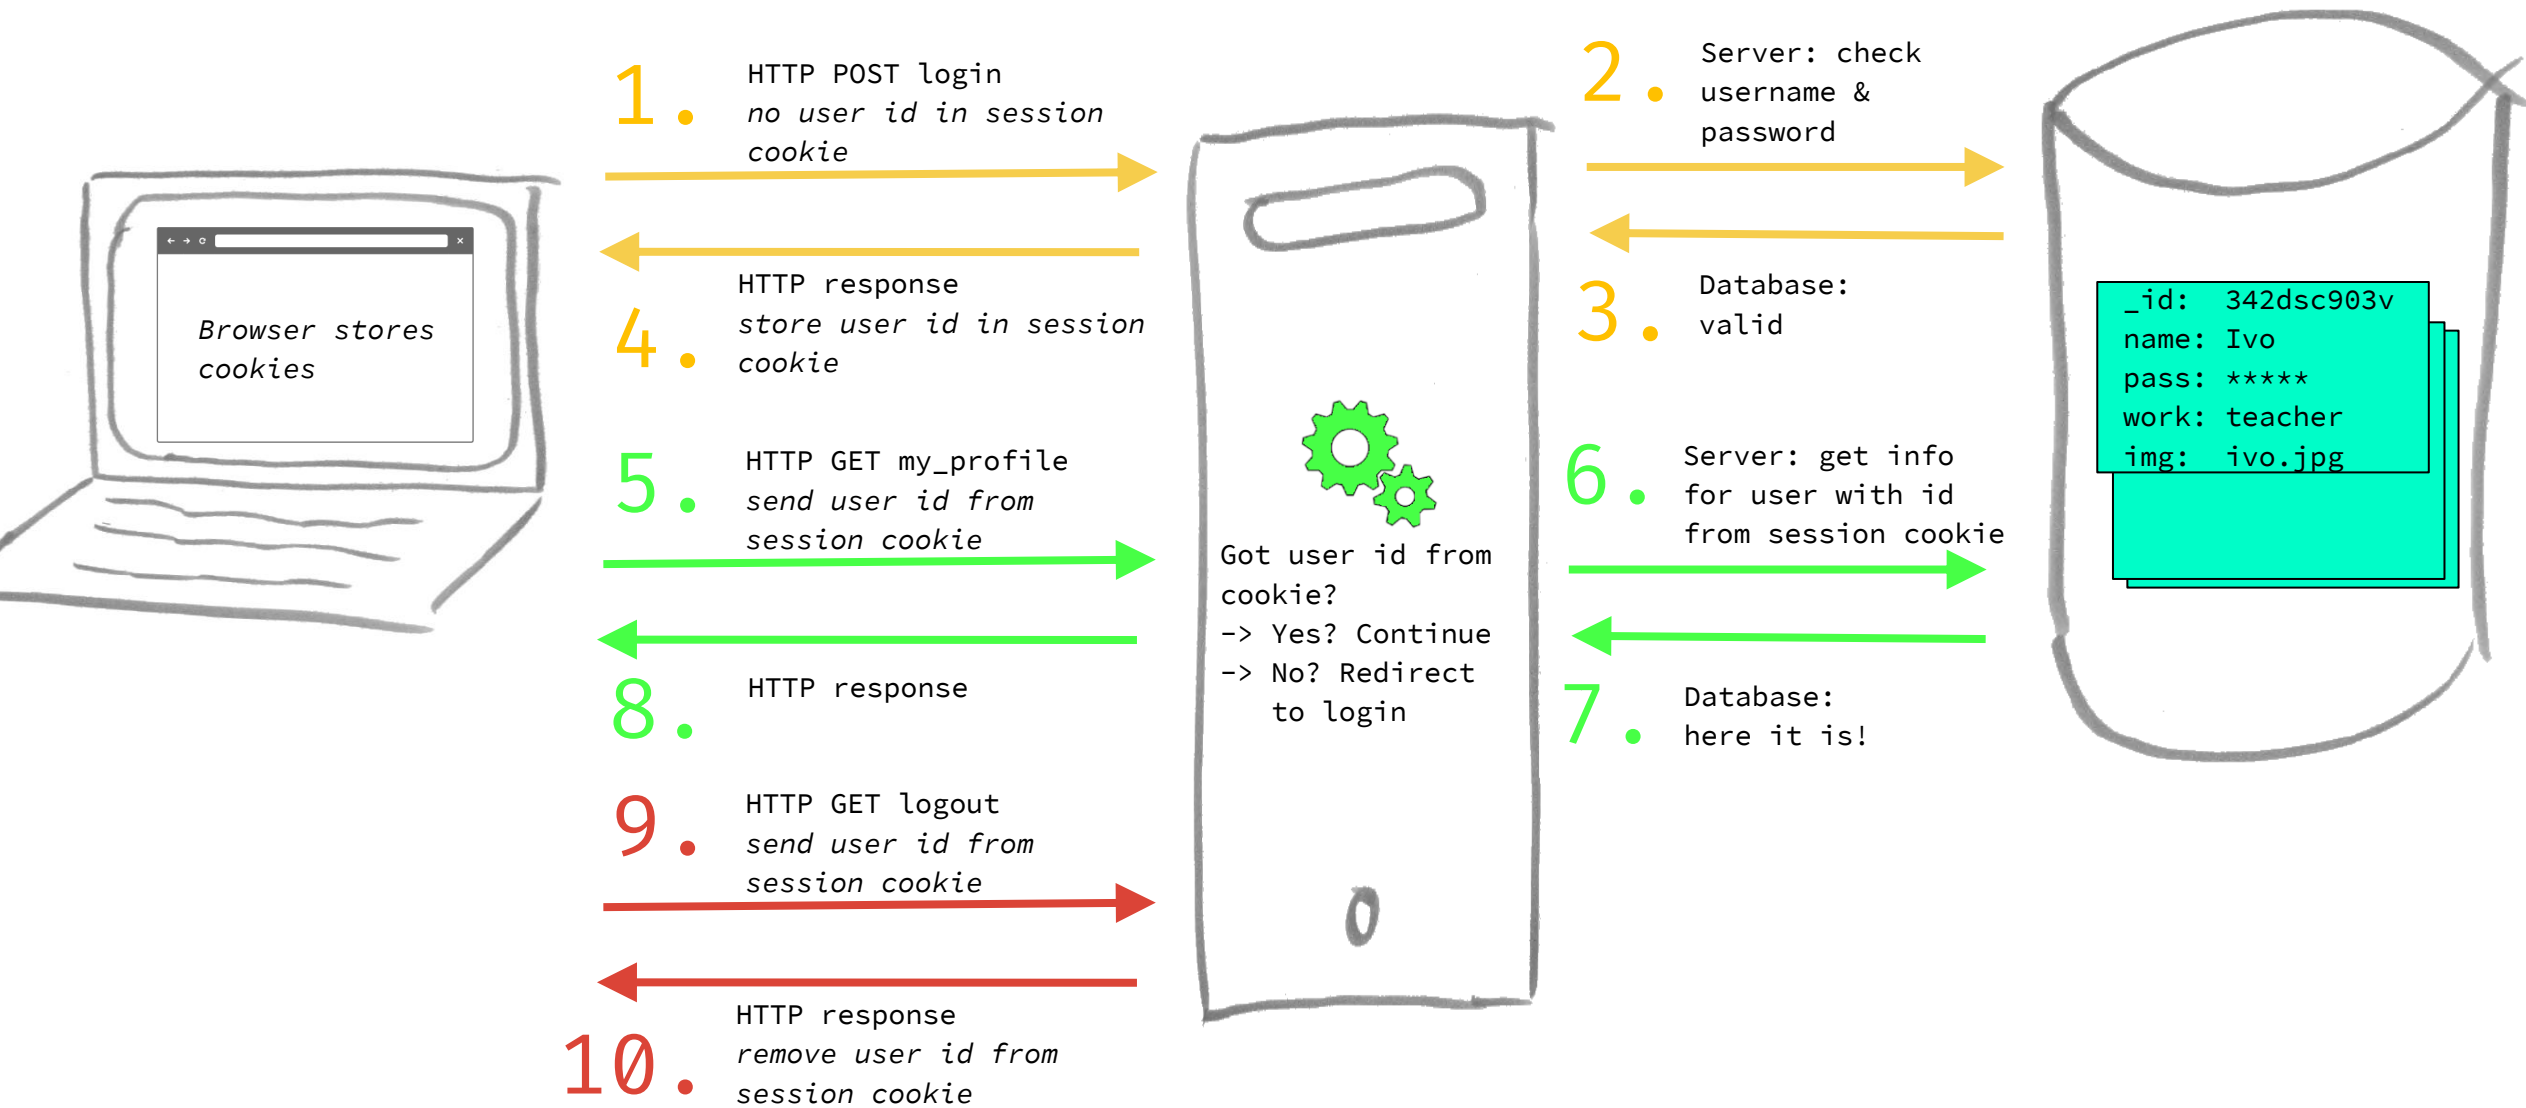 1.
HTTP POST login
no user id in session
cookie
2.
Server: check
username &
password
3.
Database:
valid
4.
HTTP response
store user id in session
cookie
Browser stores
cookies
5.
HTTP GET my_profile
send user id from
session cookie
Got user id from
cookie?
-> Yes? Continue
-> No? Redirect
to login
6.
Server: get info
for user with id
from session cookie
_id: 342dsc903v
name: Ivo
pass: *****
work: teacher
img: ivo.jpg
7.
Database:
here it is!
8.
HTTP response
9.
HTTP GET logout
send user id from
session cookie
10.
HTTP response
remove user id from
session cookie